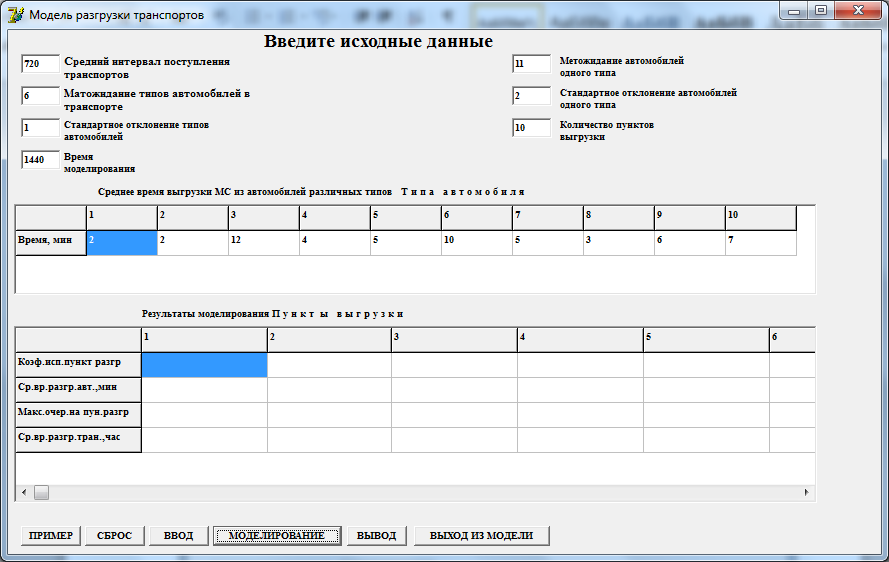 Модель разгрузки транспортов
Введите исходные данные
720 Средний интервал поступления
транспортов
11 Метождание автомобилей
одного типа
6 Матождидание типов автомобилей в
транспорте
2 Стандартное отклонение автомобилей
одного типа
1 Стандартное отклонение типов
автомобилей
10 Количество пунктов
выгрузки
1440 Время
моделирования
Среднее время выгрузки МС из автомобилей различных типов Т и п а а в т о м о б и л я
1 2 3 4 5 6 7 8 9 10
Время, мин 2 2 12 4 5 10 5 3 6 7
Результаты моделирования П у н к т ы в ы г р у з к и
1 2 3 4 5 6
Коэф.исп.пункт разгр
Ср.вр.разгр.авт.,мин
Макс.очер.на пун.разгр
Ср.вр.разгр.тран.,час
ПРИМЕР СБРОС ВВОД МОДЕЛИРОВАНИЕ ВЫВОД ВЫХОД ИЗ МОДЕЛИ